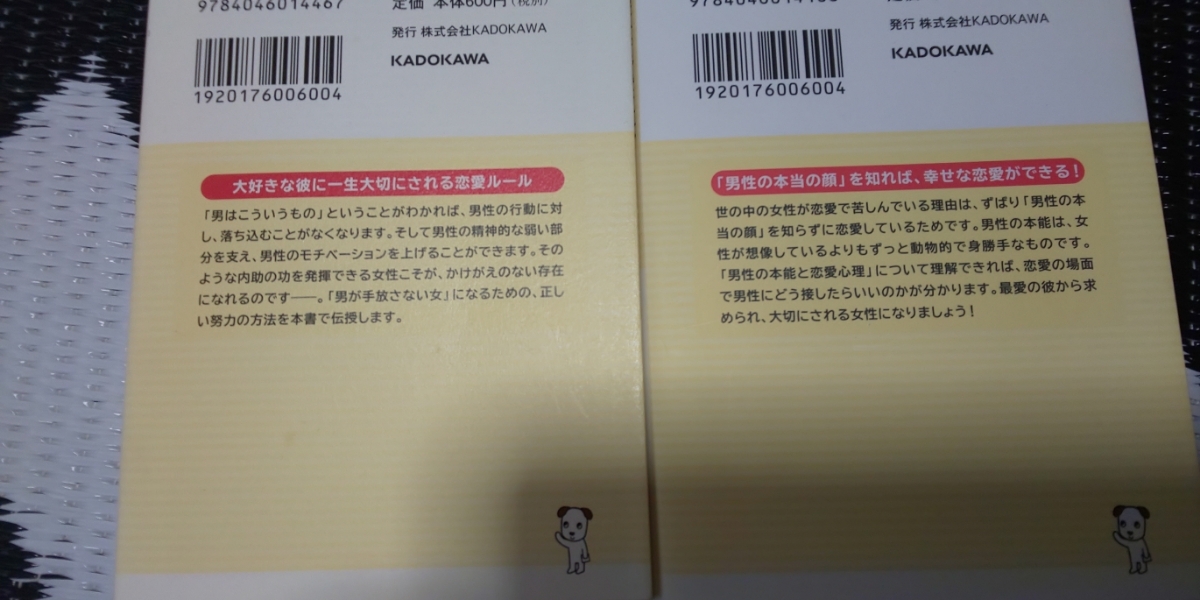 9784046014467
定価 本体600円(税別)
発行 株式会社KADOKAWA
KADOKAWA
1920176006004
大好きな彼に一生大切にされる恋愛ルール
「男はこういうもの」ということがわかれば、男性の行動に対
し、落ち込むことがなくなります。そして男性の精神的な弱い部
分を支え、男性のモチベーションを上げることができます。その
ような内助の功を発揮できる女性こそが、かけがえのない存在
になれるのです――。「男が手放さない女」になるための、正し
い努力の方法を本書で伝授します。
発行 株式会社KADOKAWA
KADOKAWA
1920176006004
「男性の本当の顔」を知れば、幸せな恋愛ができる!
世の中の女性が恋愛で苦しんでいる理由は、ずばり「男性の本
当の顔」を知らずに恋愛しているためです。男性の本能は、女
性が想像しているよりもずっと動物的で身勝手なものです。
「男性の本能と恋愛心理」について理解できれば、恋愛の場面
で男性にどう接したらいいのかが分かります。最愛の彼から求
められ、大切にされる女性になりましょう!